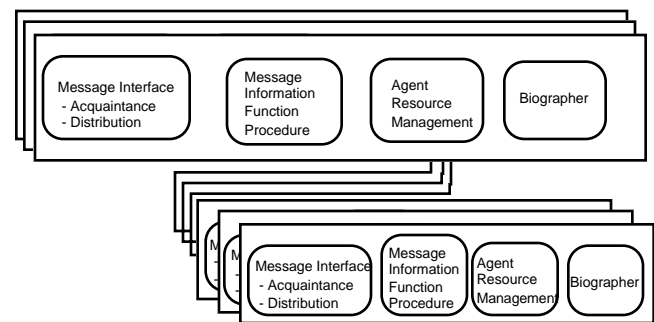 Message Interface
- Acquaintance
- Distribution
Message
Information
Function
Procedure
Agent
Resource
Management
Biographer
Message Interface
- Acquaintance
- Distribution
Message
Information
Function
Procedure
Agent
Resource
Management
Biographer